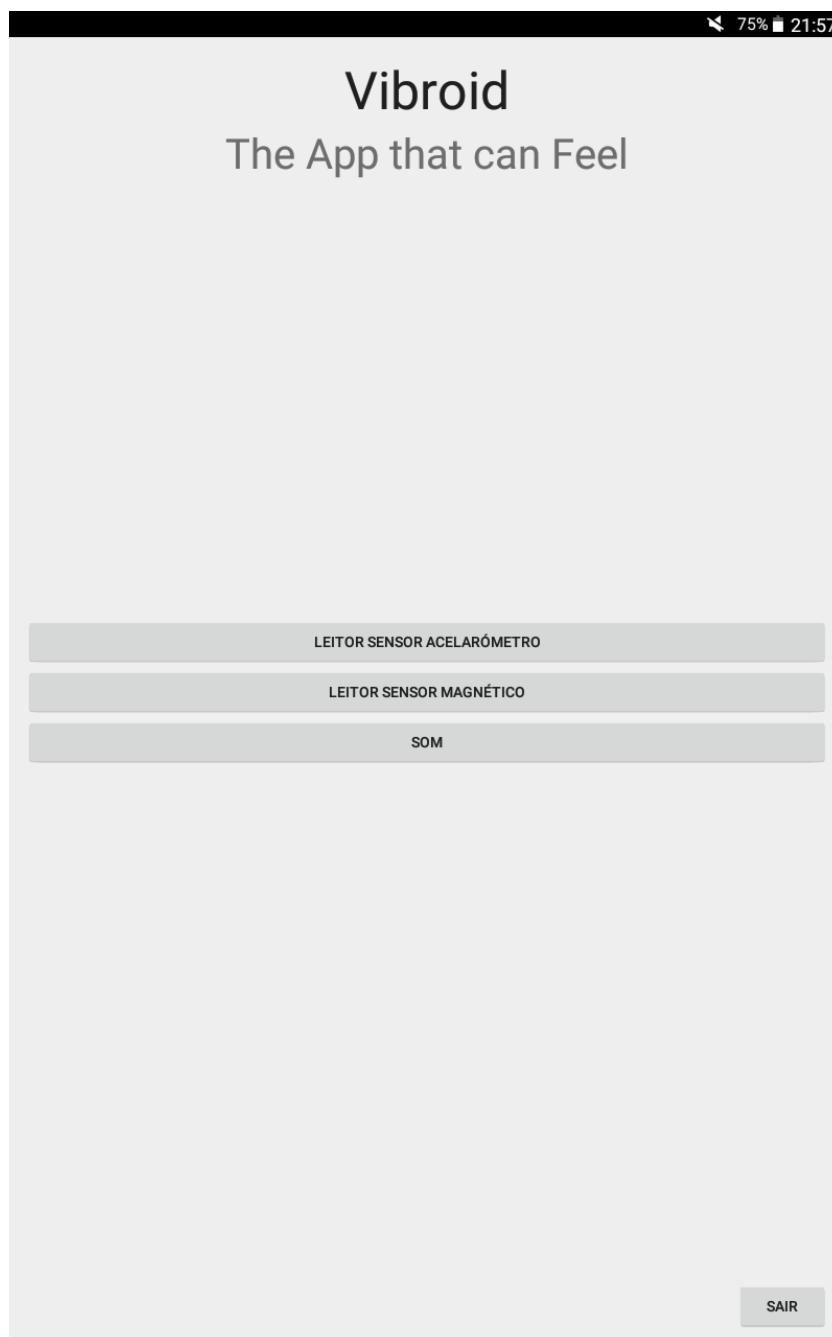 75% 21:57
Vibroid
The App that can Feel
LEITOR SENSOR ACELARÓMETRO
LEITOR SENSOR MAGNÉTICO
SOM
SAIR